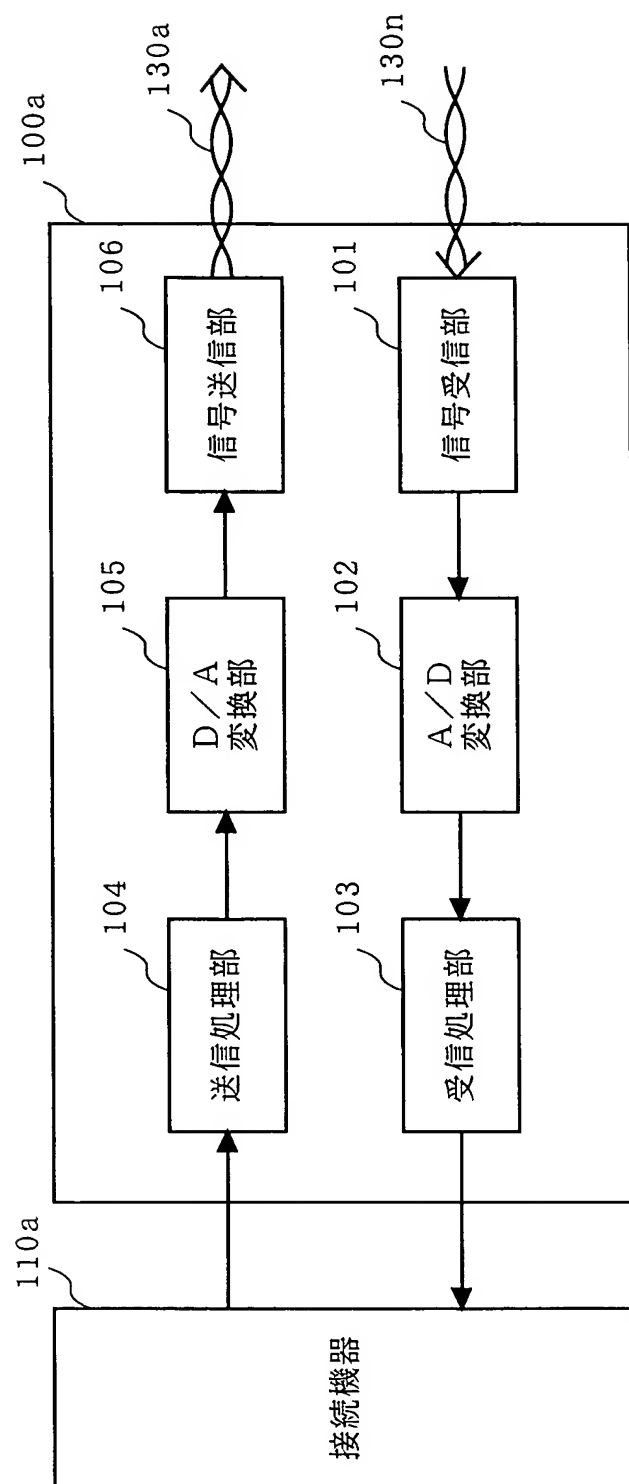 110a
接続機器
100a
104
送信処理部
105
D／A
変換部
106
信号送信部
130a
103
受信処理部
102
A／D
変換部
101
信号受信部
130n